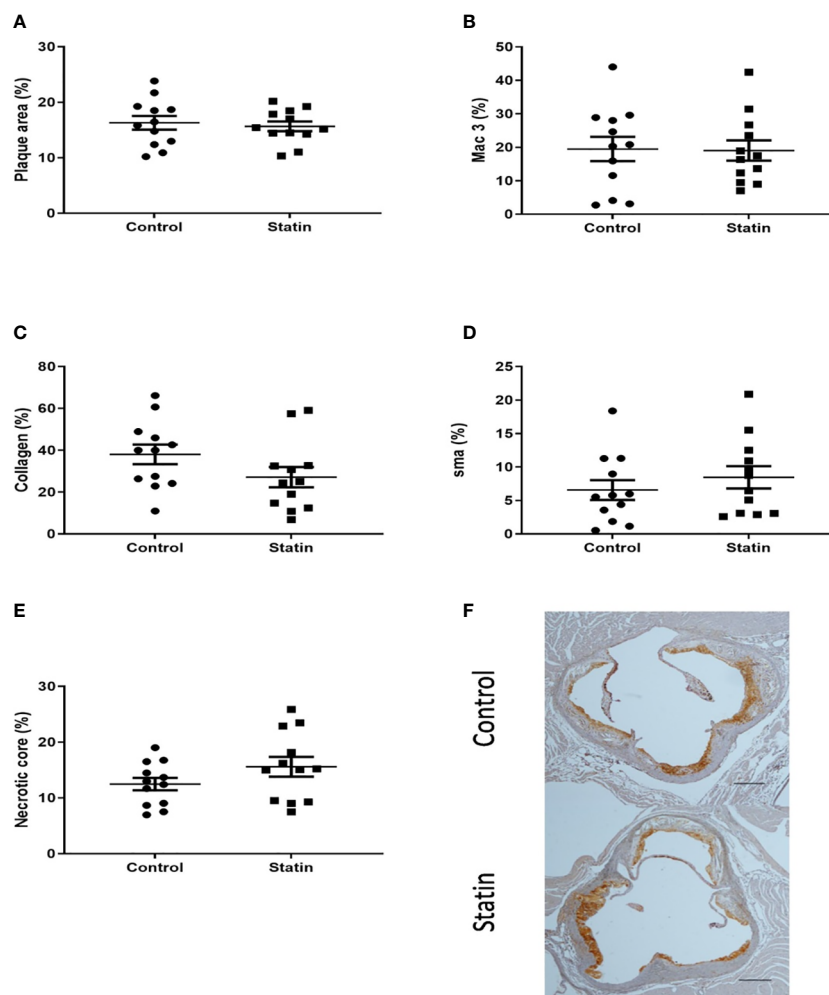 A
Plaque area (%)
30
20
10
0
Control
Statin
B
Mac 3 (%)
50
40
30
20
10
0
Control
Statin
C
Collagen (%)
80
60
40
20
0
Control
Statin
D
sma (%)
25
20
15
10
5
0
Control
Statin
E
Necrotic core (%)
30
20
10
0
Control
Statin
F
Control
Statin